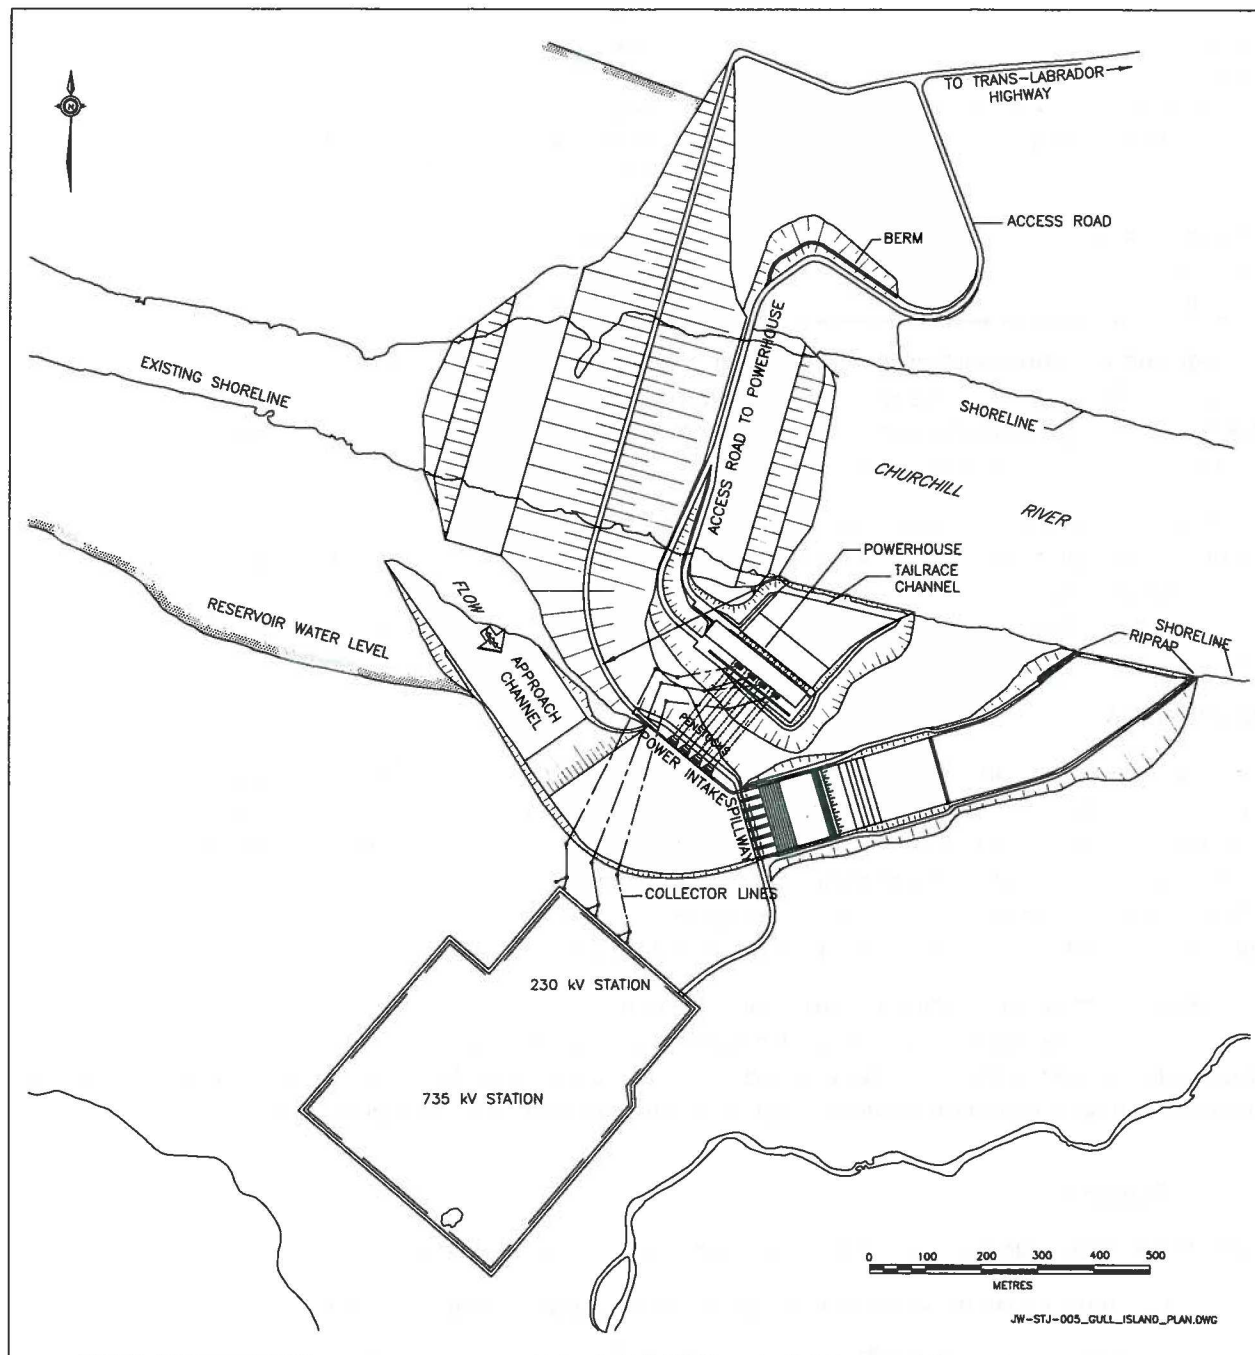 TO TRANS-LABRADOR
HIGHWAY
N
ACCESS ROAD
BERM
ACCESS ROAD TO POWERHOUSE
EXISTING SHORELINE
SHORELINE
CHURCHILL
RIVER
POWERHOUSE
TAILRACE
CHANNEL
FLOW
RESERVOIR WATER LEVEL
SHORELINE
RIPRAP
APPROACH
CHANNEL
PENSTOCKS
POWER INTAKE
SPILLWAY
COLLECTOR LINES
230 kV STATION
735 kV STATION
0 100 200 300 400 500
METRES
JW-STJ-005_GULL_ISLAND_PLAN.DWG